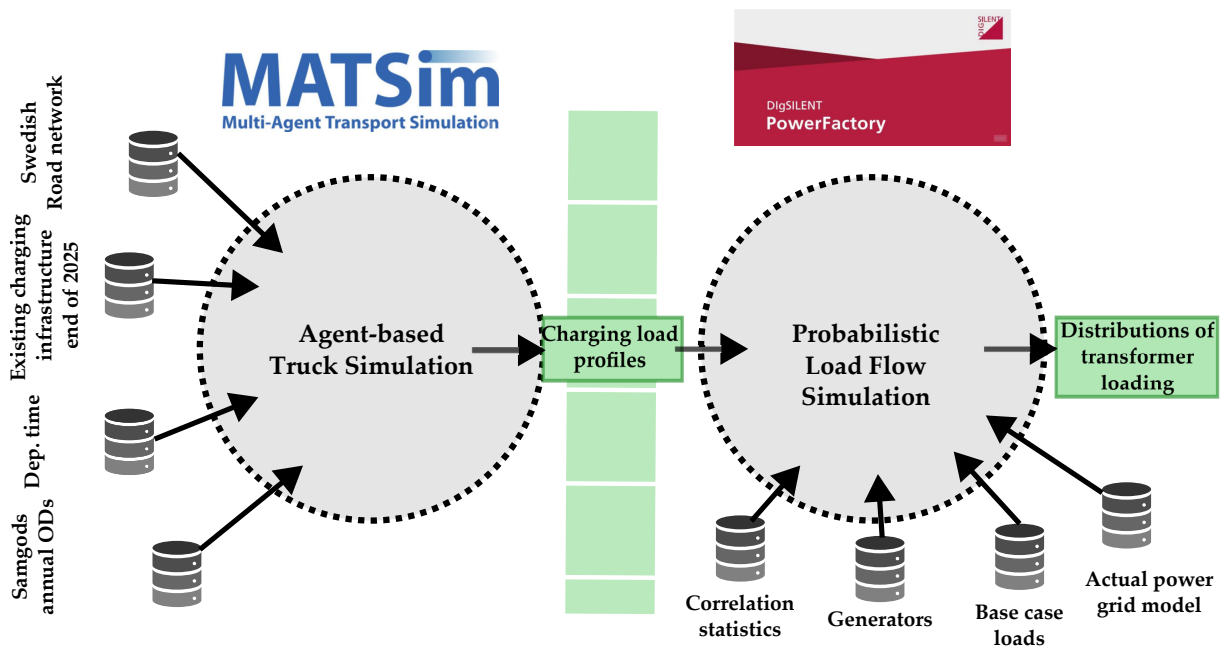 MATSim
Multi-Agent Transport Simulation
DIgSILENT
DIgSILENT
PowerFactory
Swedish
Road network
Existing charging
infrastructure
end of 2025
Dep. time
Samgods
annual ODs
Agent-based
Truck Simulation
Charging load
profiles
Probabilistic
Load Flow
Simulation
Distributions of
transformer
loading
Correlation
statistics
Generators
Base case
loads
Actual power
grid model